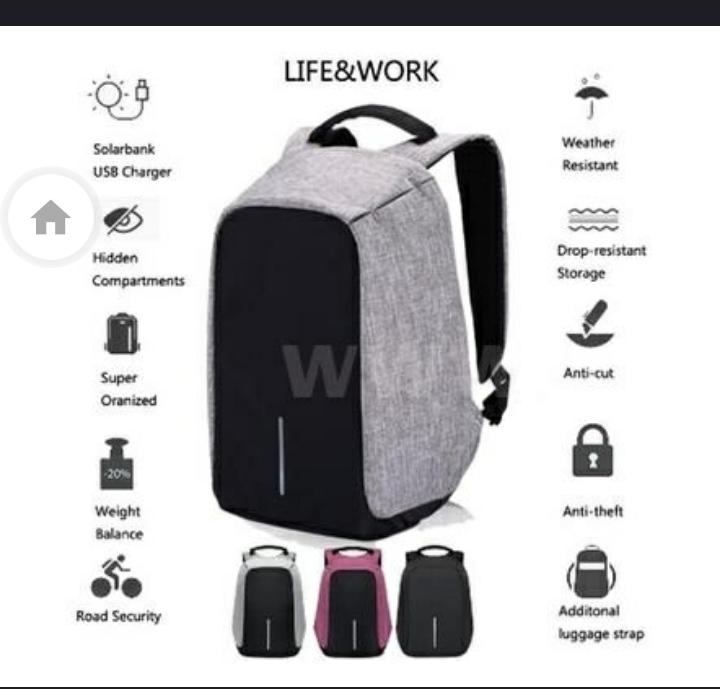 LIFE&WORK
Solarbank
USB Charger
Hidden
Compartments
Super
Oranized
-20%
Weight
Balance
Road Security
Weather
Resistant
Drop-resistant
Storage
Anti-cut
Anti-theft
Additonal
luggage strap
WWW